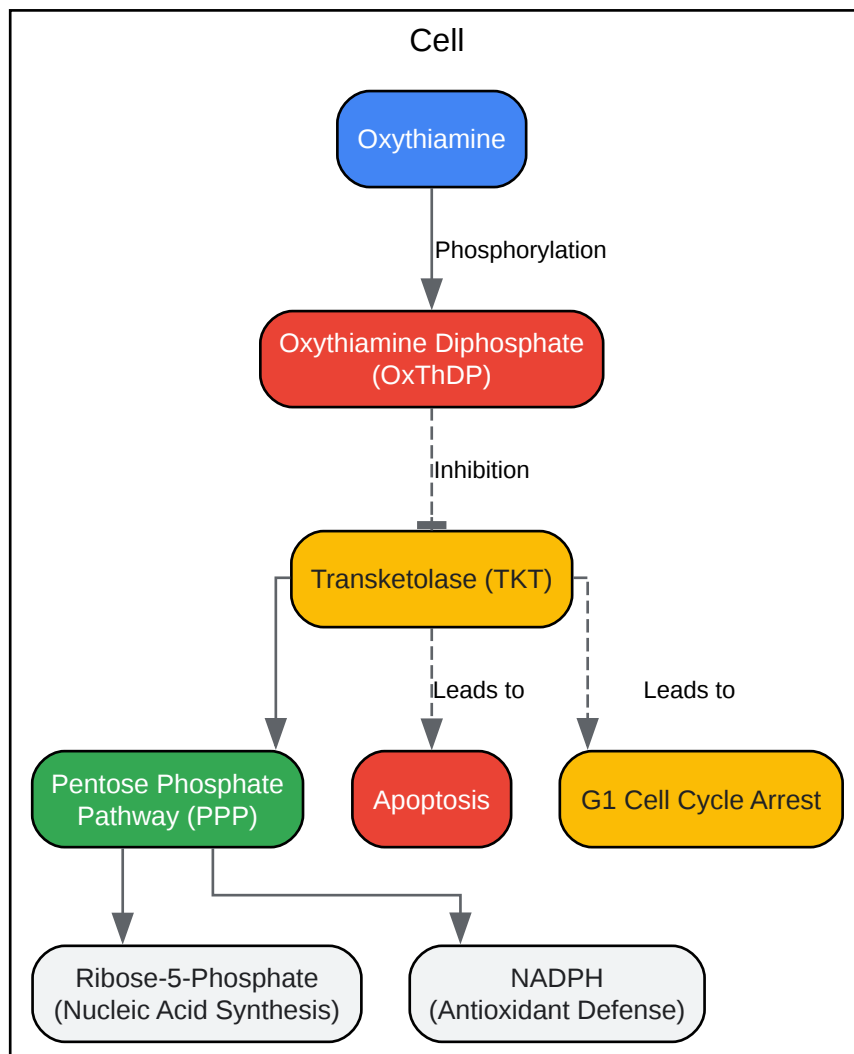 Cell
Oxythiamine
Phosphorylation
Oxythiamine Diphosphate
(OxThDP)
Inhibition
Transketolase (TKT)
Leads to
Leads to
Pentose Phosphate
Pathway (PPP)
Apoptosis
G1 Cell Cycle Arrest
Ribose-5-Phosphate
(Nucleic Acid Synthesis)
NADPH
(Antioxidant Defense)